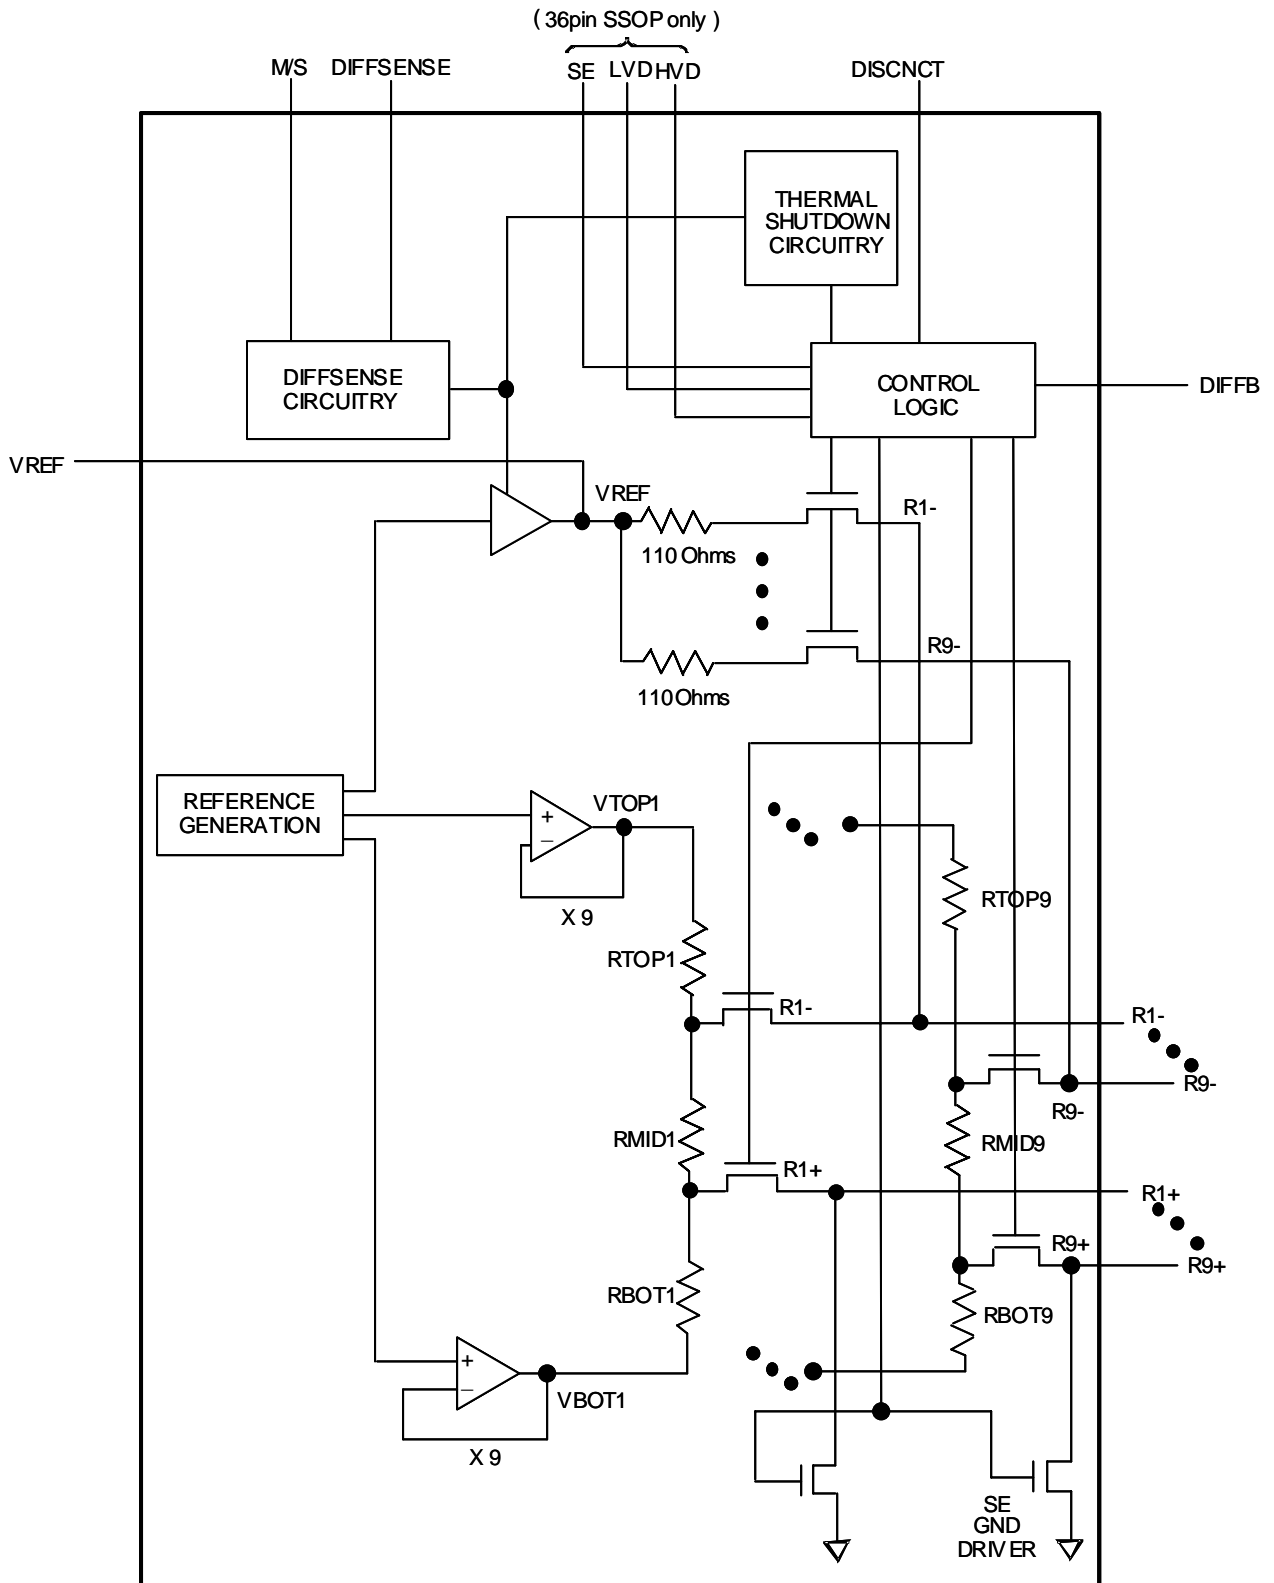 ( 36pin SSOP only )
M/S DIFFSENSE SE LVD HVD DISCNCT
THERMAL
SHUTDOWN
CIRCUITRY
DIFFSENSE
CIRCUITRY
CONTROL
LOGIC
DIFFB
VREF
VREF
R1-
110 Ohms
R9-
110 Ohms
REFERENCE
GENERATION
+
−
VTOP1
X 9
RTOP9
RTOP1
R1-
R1-
R9-
R9-
RMID1
RMID9
R1+
R1+
R9+
R9+
RBOT1
RBOT9
+
−
VBOT1
X 9
SE
GND
DRIVER